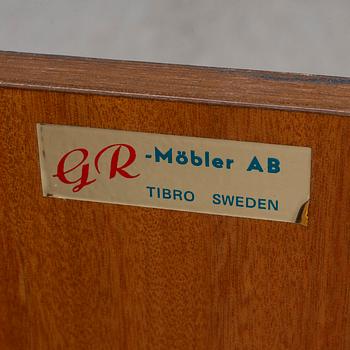 GR-Möbler AB
TIBRO SWEDEN